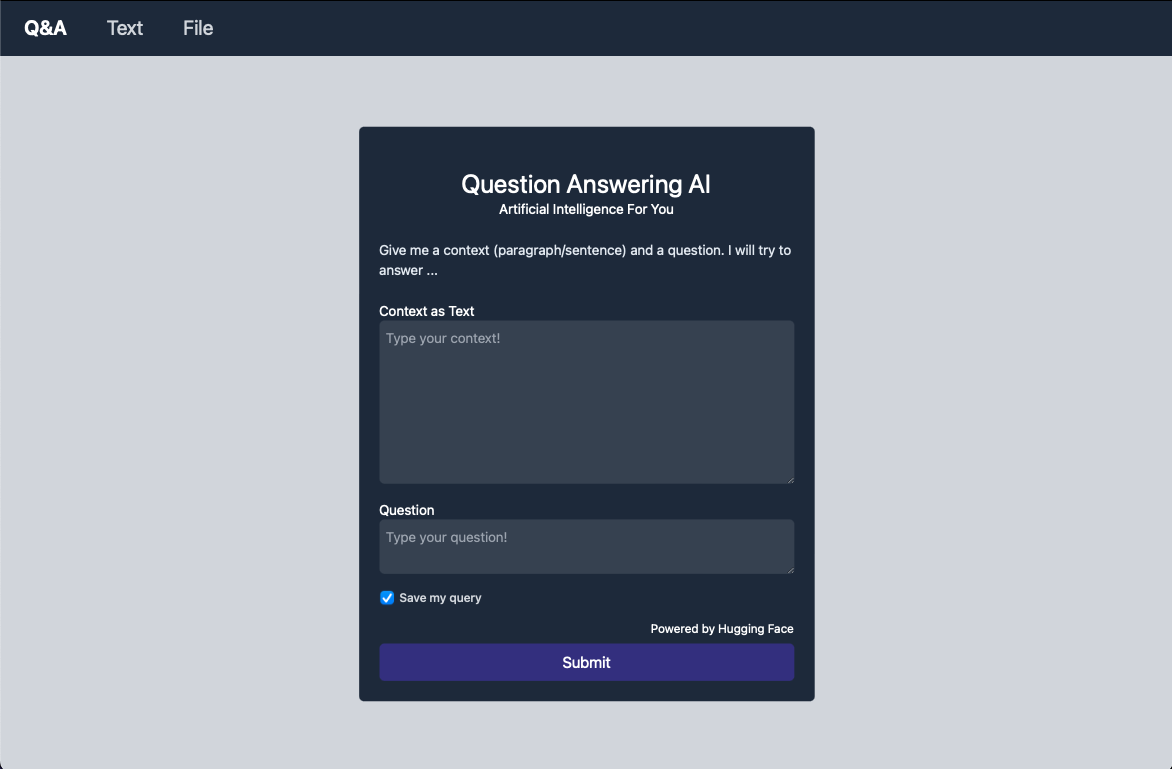 Q&A Text File
Question Answering AI
Artificial Intelligence For You
Give me a context (paragraph/sentence) and a question. I will try to
answer ...
Context as Text
Type your context!
Question
Type your question!
Save my query
Powered by Hugging Face
Submit